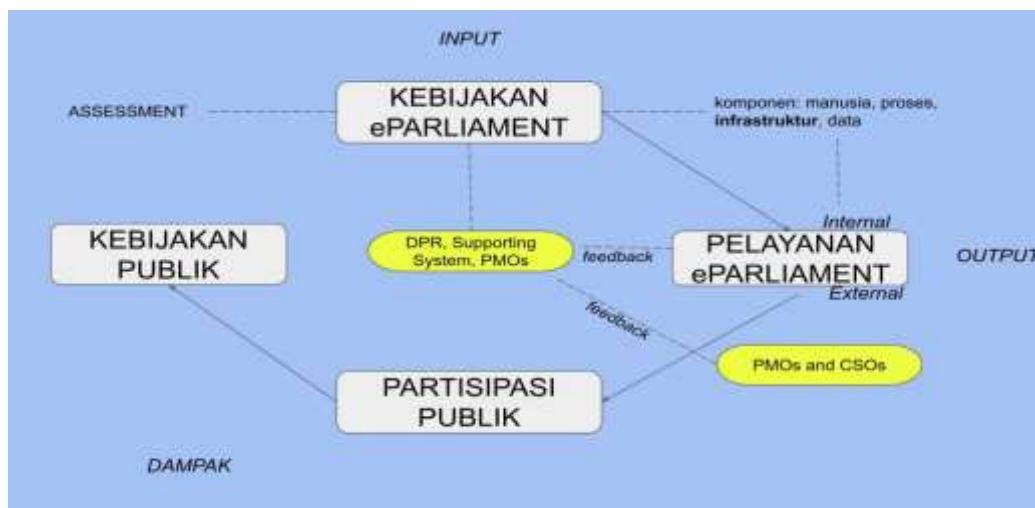 INPUT
KEBIJAKAN
ePARLIAMENT
ASSESSMENT
komponen: manusia, proses,
infrastruktur, data
KEBIJAKAN
PUBLIK
DPR, Supporting
System, PMOs
feedback
Internal
PELAYANAN
ePARLIAMENT
External
OUTPUT
feedback
PMOs and CSOs
PARTISIPASI
PUBLIK
DAMPAK